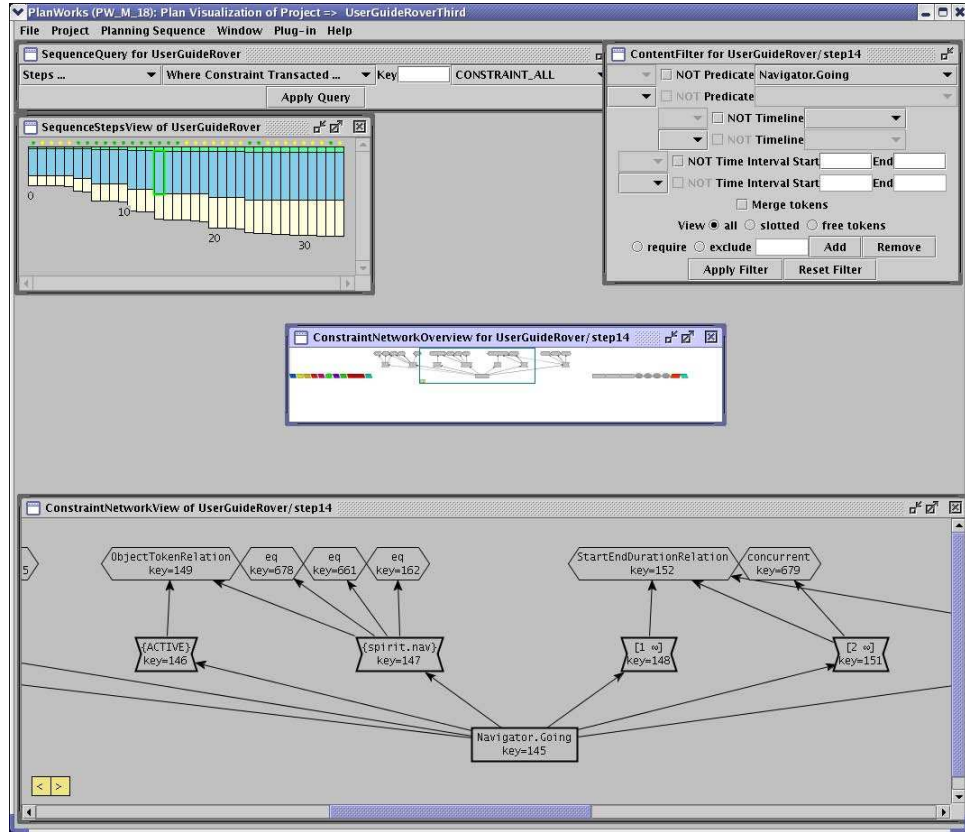 PlanWorks (PW_M_18): Plan Visualization of Project => UserGuideRoverThird
File Project Planning Sequence Window Plug-in Help
SequenceQuery for UserGuideRover
Steps ... Where Constraint Transacted ... Key CONSTRAINT_ALL
Apply Query
ContentFilter for UserGuideRover/step14
NOT Predicate Navigator.Going
NOT Predicate
NOT Timeline
NOT Timeline
NOT Time Interval Start End
NOT Time Interval Start End
Merge tokens
View all slotted free tokens
require exclude Add Remove
Apply Filter Reset Filter
SequenceStepsView of UserGuideRover
0
10
20
30
ConstraintNetworkOverview for UserGuideRover/step14
ConstraintNetworkView of UserGuideRover/step14
5
ObjectTokenRelation
key=149
eq
key=678
eq
key=661
eq
key=162
StartEndDurationRelation
key=152
concurrent
key=679
{ACTIVE}
key=146
{spirit.nav}
key=147
[1 ∞]
key=148
[2 ∞]
key=151
Navigator.Going
key=145
< >